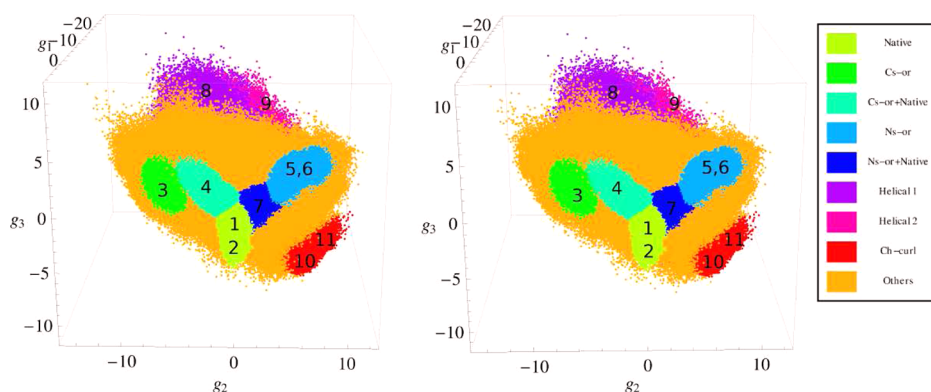 −20
−10
g1
0
10
5
0
g3
−5
−10
−10
0
10
g2
8
9
3
4
5,6
7
1
2
11
10
−20
−10
g1
0
10
5
0
g3
−5
−10
−10
0
10
g2
8
9
3
4
5,6
7
1
2
11
10
Native
Cs−or
Cs−or+Native
Ns−or
Ns−or+Native
Helical 1
Helical 2
Ch−curl
Others